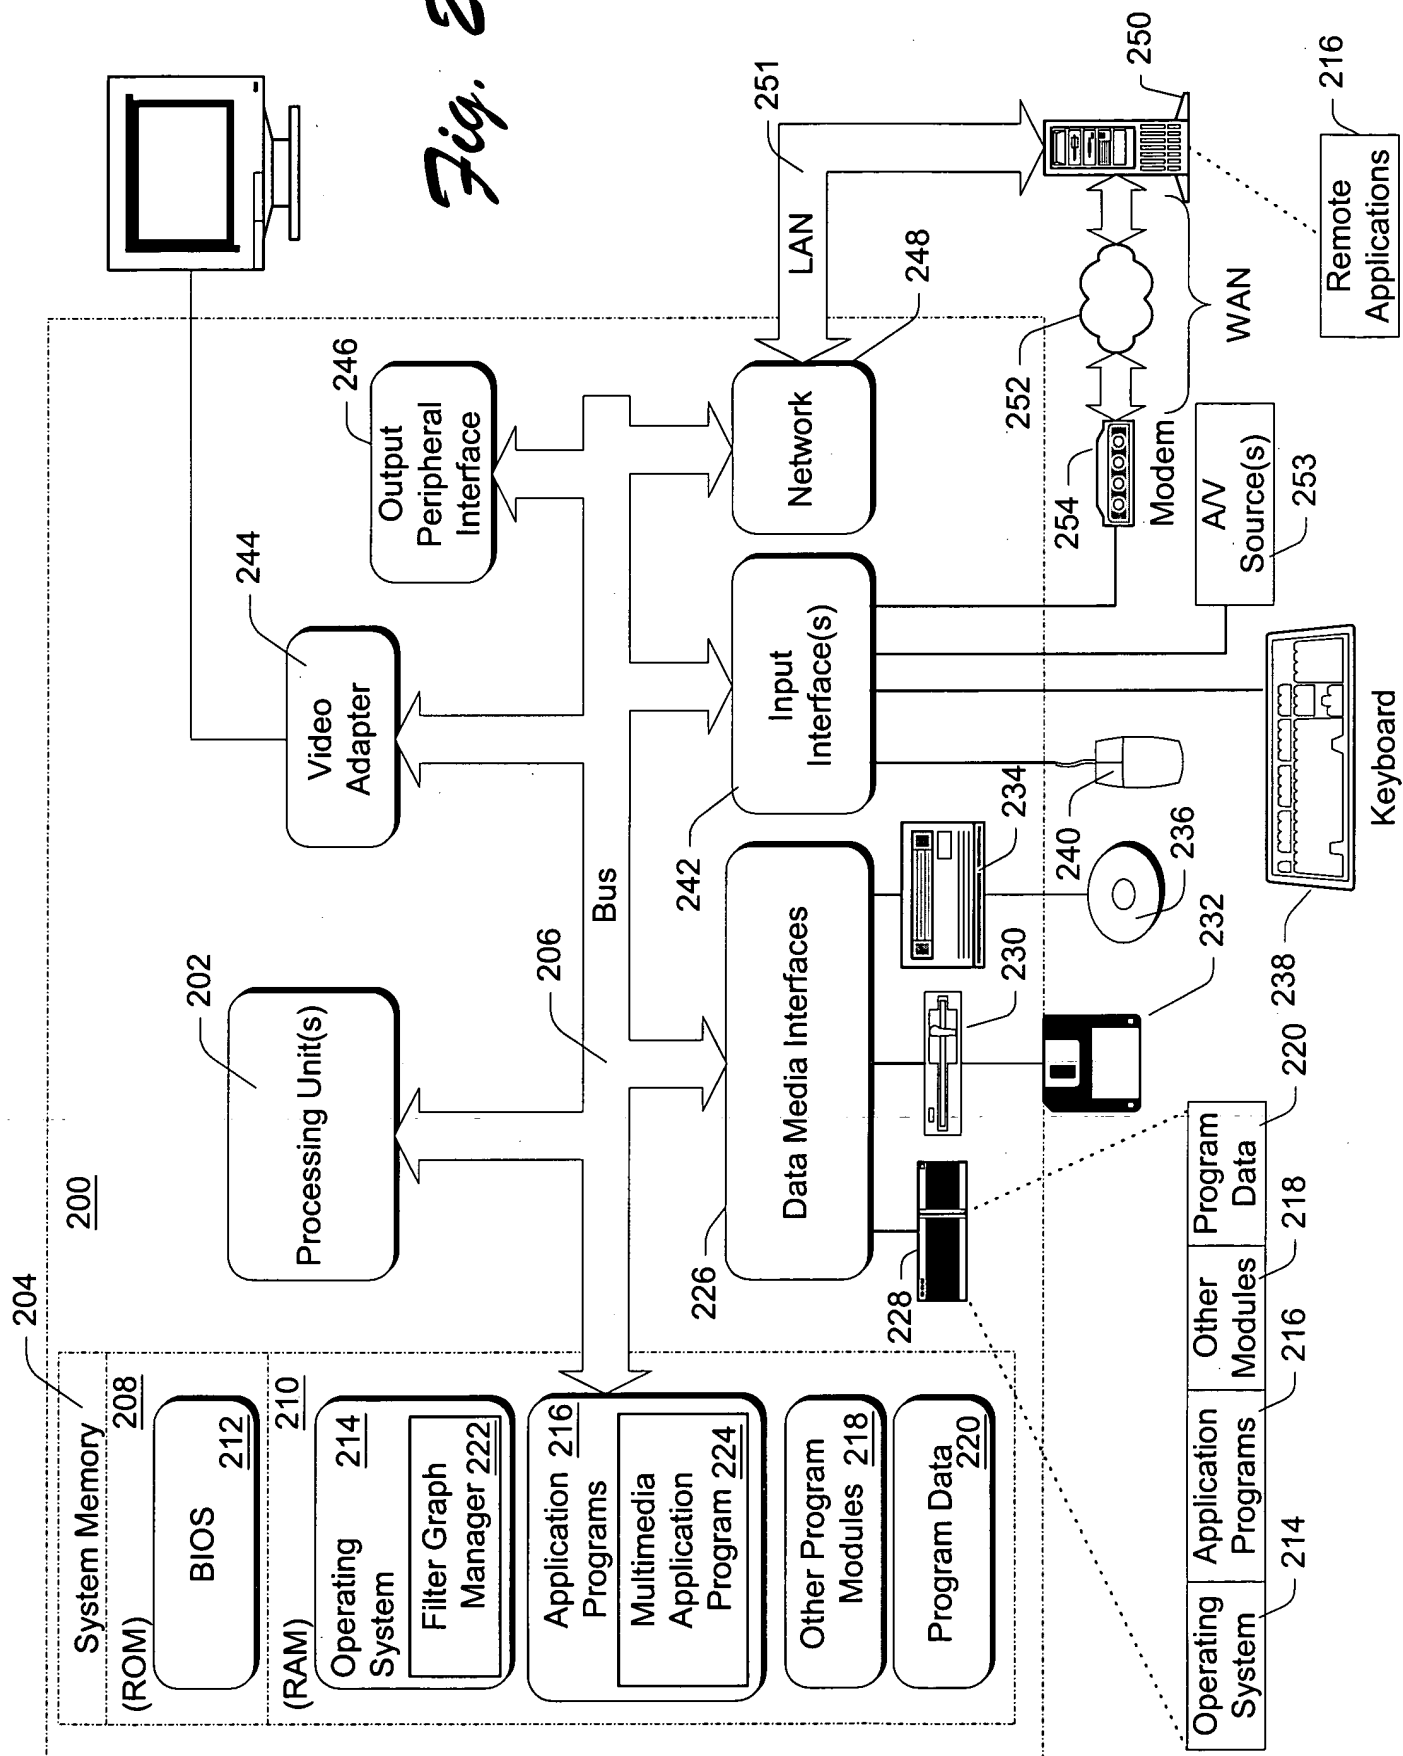 204
200
System Memory
(ROM)
208
BIOS
212
(RAM)
210
Operating
System
214
Filter Graph
Manager 222
Application 216
Programs
Multimedia
Application
Program 224
Other Program
Modules 218
Program Data
220
202
Processing Unit(s)
206
Bus
244
Video
Adapter
246
Output
Peripheral
Interface
Fig. 2
226
Data Media Interfaces
242
Input
Interface(s)
Network
248
LAN
251
228
230
234
232
236
240
238
Keyboard
254
Modem
252
WAN
250
A/V
Source(s)
253
Remote
Applications
216
Operating
System
214
Application
Programs
216
Other
Modules
218
Program
Data
220